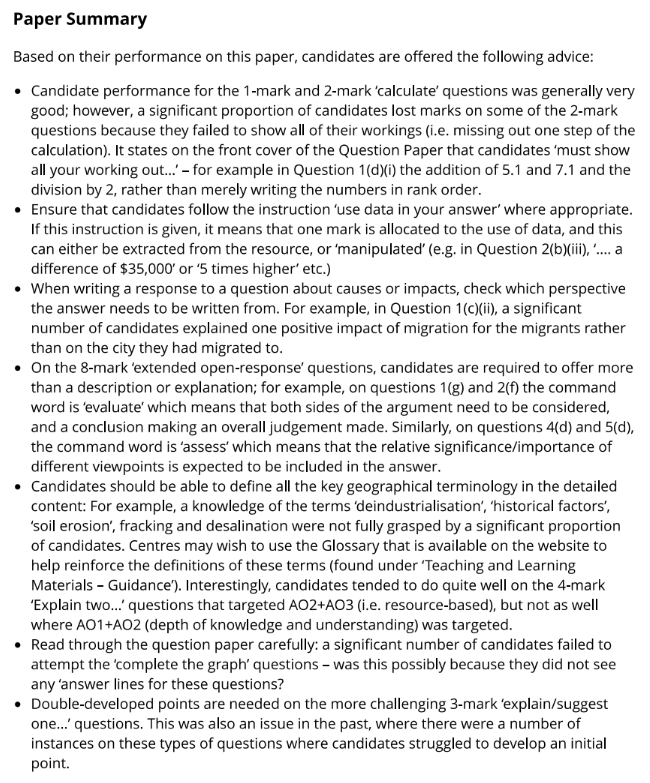 Paper Summary
Based on their performance on this paper, candidates are offered the following advice:
• Candidate performance for the 1-mark and 2-mark ‘calculate’ questions was generally very
good; however, a significant proportion of candidates lost marks on some of the 2-mark
questions because they failed to show all of their workings (i.e. missing out one step of the
calculation). It states on the front cover of the Question Paper that candidates ‘must show
all your working out...’ – for example in Question 1(d)(i) the addition of 5.1 and 7.1 and the
division by 2, rather than merely writing the numbers in rank order.
• Ensure that candidates follow the instruction ‘use data in your answer’ where appropriate.
If this instruction is given, it means that one mark is allocated to the use of data, and this
can either be extracted from the resource, or ‘manipulated’ (e.g. in Question 2(b)(iii), ‘.... a
difference of $35,000’ or ‘5 times higher’ etc.)
• When writing a response to a question about causes or impacts, check which perspective
the answer needs to be written from. For example, in Question 1(c)(ii), a significant
number of candidates explained one positive impact of migration for the migrants rather
than on the city they had migrated to.
• On the 8-mark ‘extended open-response’ questions, candidates are required to offer more
than a description or explanation; for example, on questions 1(g) and 2(f) the command
word is ‘evaluate’ which means that both sides of the argument need to be considered,
and a conclusion making an overall judgement made. Similarly, on questions 4(d) and 5(d),
the command word is ‘assess’ which means that the relative significance/importance of
different viewpoints is expected to be included in the answer.
• Candidates should be able to define all the key geographical terminology in the detailed
content: For example, a knowledge of the terms ‘deindustrialisation’, ‘historical factors’,
‘soil erosion’, fracking and desalination were not fully grasped by a significant proportion
of candidates. Centres may wish to use the Glossary that is available on the website to
help reinforce the definitions of these terms (found under ‘Teaching and Learning
Materials – Guidance’). Interestingly, candidates tended to do quite well on the 4-mark
‘Explain two...’ questions that targeted AO2+AO3 (i.e. resource-based), but not as well
where AO1+AO2 (depth of knowledge and understanding) was targeted.
• Read through the question paper carefully: a significant number of candidates failed to
attempt the ‘complete the graph’ questions – was this possibly because they did not see
any ‘answer lines for these questions?
• Double-developed points are needed on the more challenging 3-mark ‘explain/suggest
one...’ questions. This was also an issue in the past, where there were a number of
instances on these types of questions where candidates struggled to develop an initial
point.